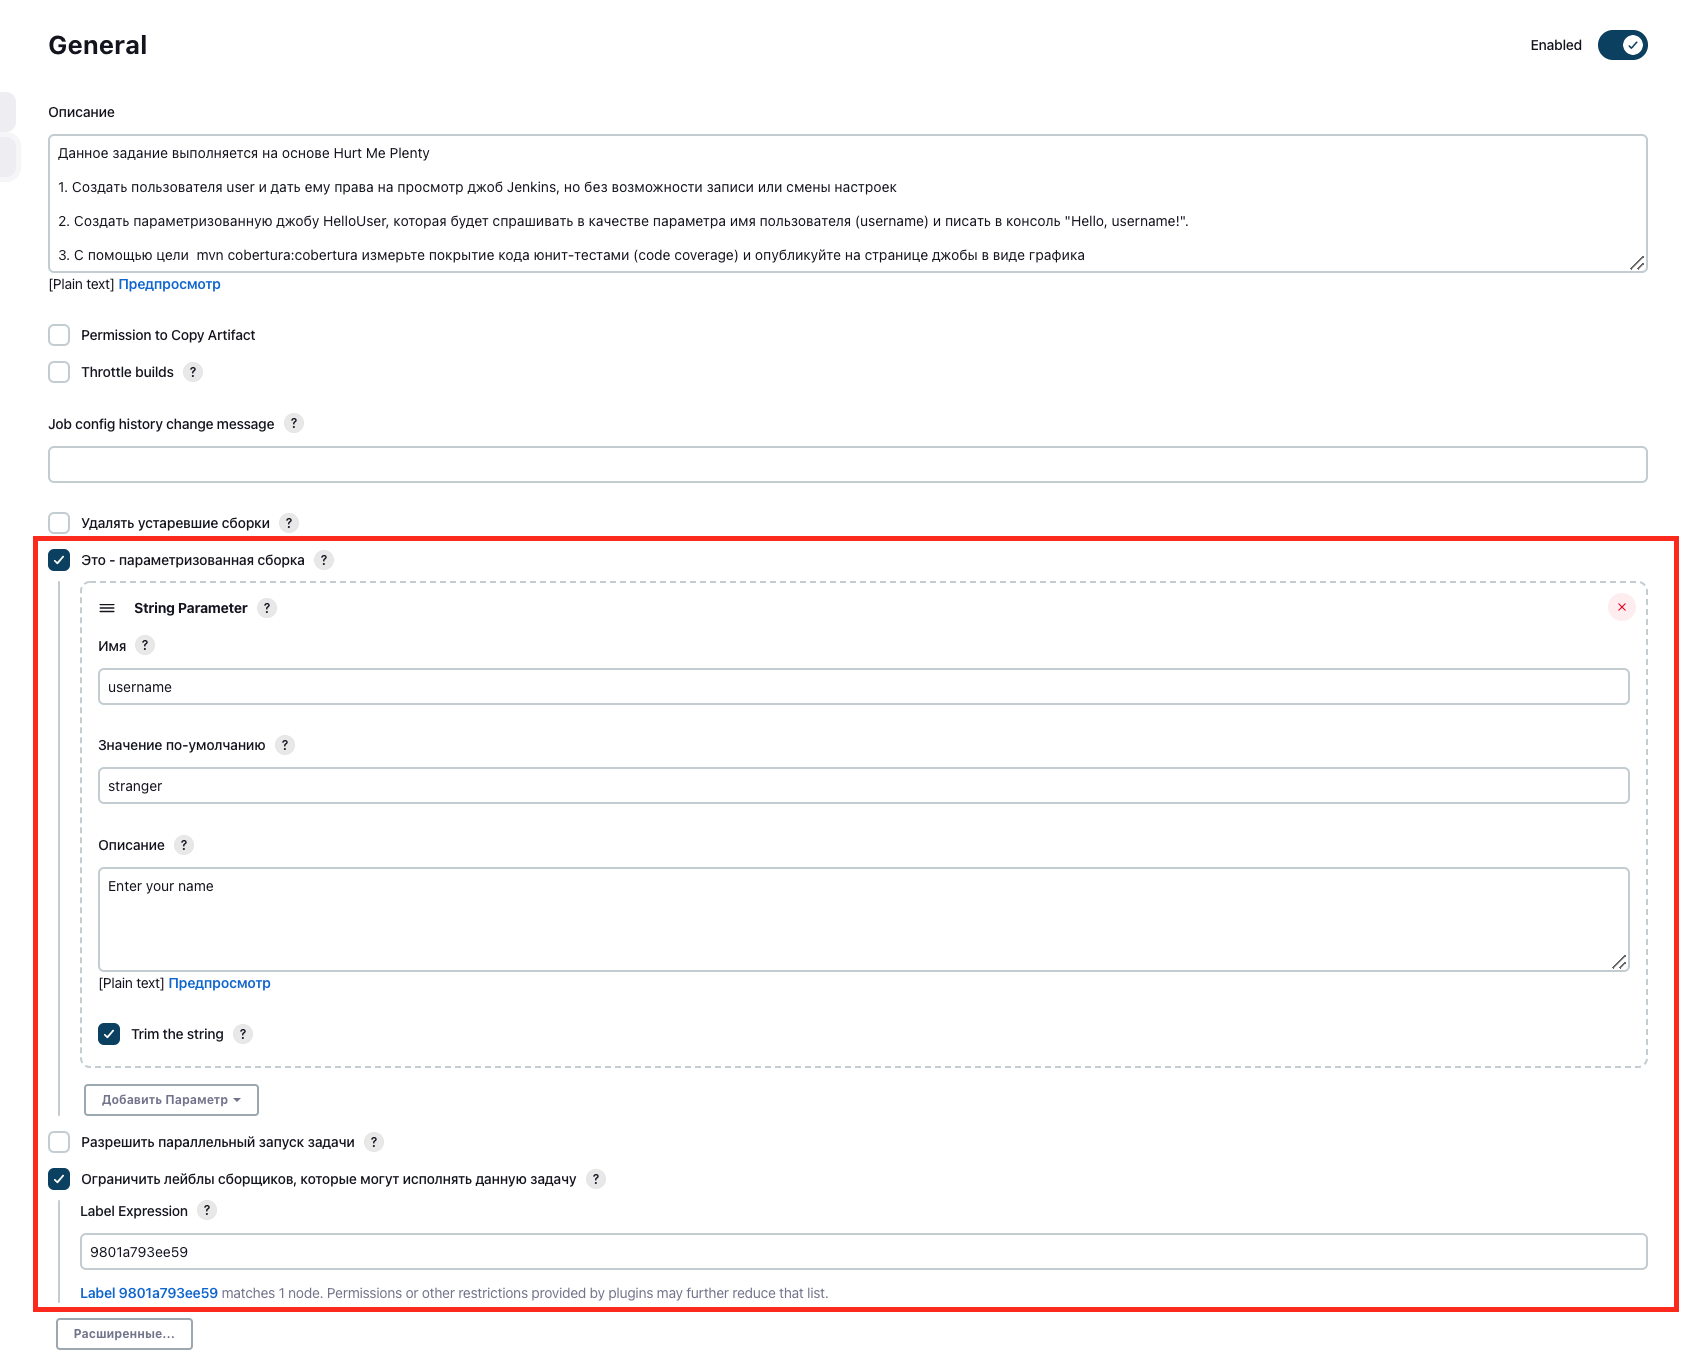 General
Enabled
Описание
Данное задание выполняется на основе Hurt Me Plenty
1. Создать пользователя user и дать ему права на просмотр джоб Jenkins, но без возможности записи или смены настроек
2. Создать параметризованную джобу HelloUser, которая будет спрашивать в качестве параметра имя пользователя (username) и писать в консоль "Hello, username!".
3. С помощью цели  mvn cobertura:cobertura измерьте покрытие кода юнит-тестами (code coverage) и опубликуйте на странице джобы в виде графика
[Plain text] Предпросмотр
Permission to Copy Artifact
Throttle builds ?
Job config history change message ?
Удалять устаревшие сборки ?
Это - параметризованная сборка ?
String Parameter ?
Имя ?
username
Значение по-умолчанию ?
stranger
Описание ?
Enter your name
[Plain text] Предпросмотр
Trim the string ?
Добавить Параметр
Разрешить параллельный запуск задачи ?
Ограничить лейблы сборщиков, которые могут исполнять данную задачу ?
Label Expression ?
9801a793ee59
Label 9801a793ee59 matches 1 node. Permissions or other restrictions provided by plugins may further reduce that list.
Расширенные...